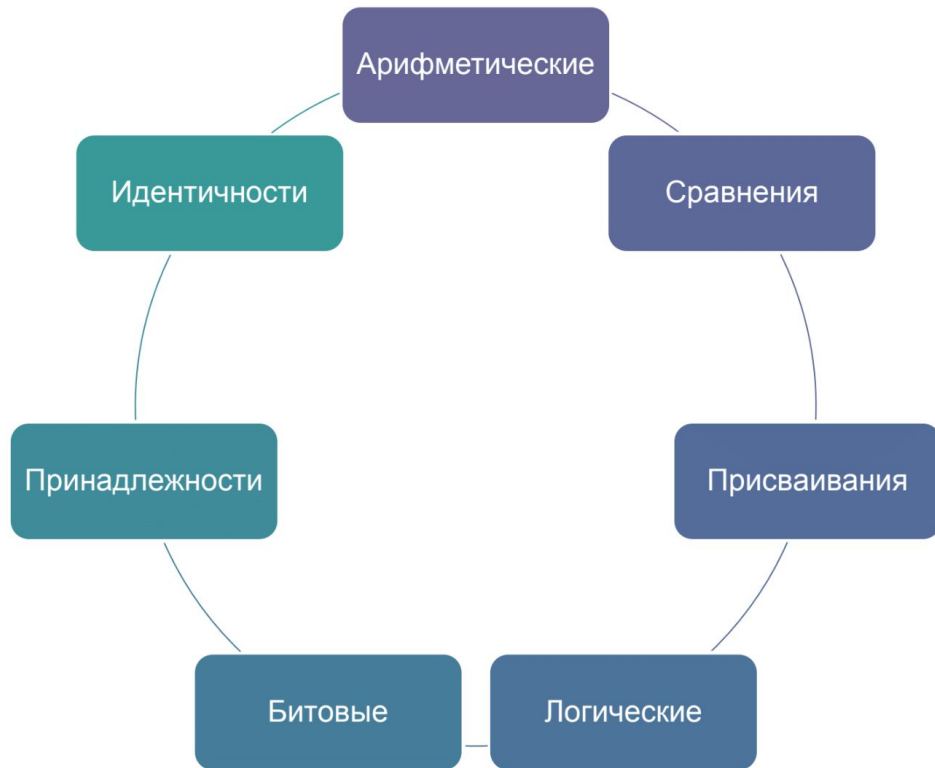 Арифметические
Сравнения
Присваивания
Логические
Битовые
Принадлежности
Идентичности